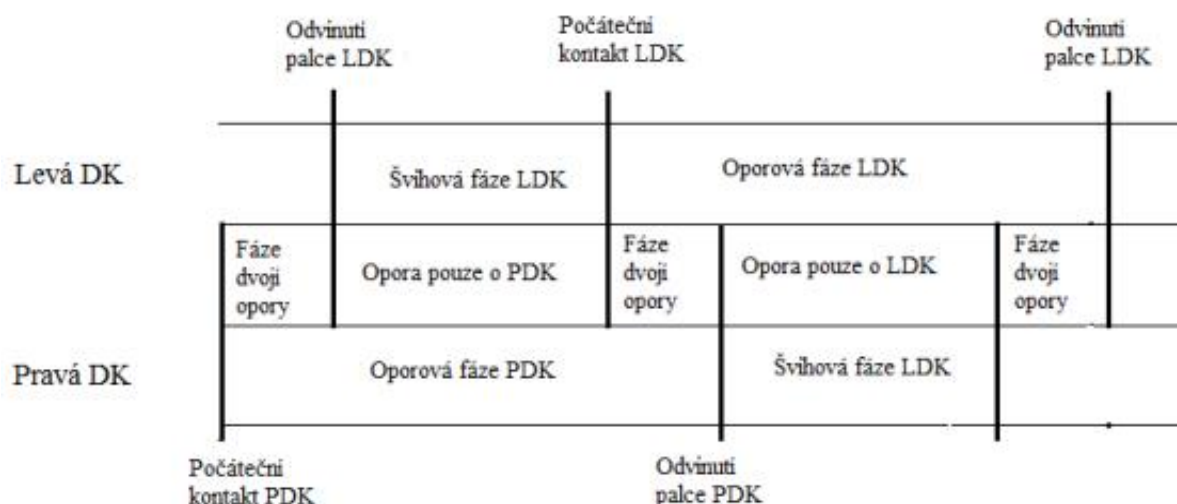 Odvinutí
palce LDK
Počáteční
kontakt LDK
Odvinutí
palce LDK
Levá DK
Švihová fáze LDK
Oporová fáze LDK
Fáze
dvojí
opory
Opora pouze o PDK
Fáze
dvojí
opory
Opora pouze o LDK
Fáze
dvojí
opory
Pravá DK
Oporová fáze PDK
Švihová fáze LDK
Počáteční
kontakt PDK
Odvinutí
palce PDK